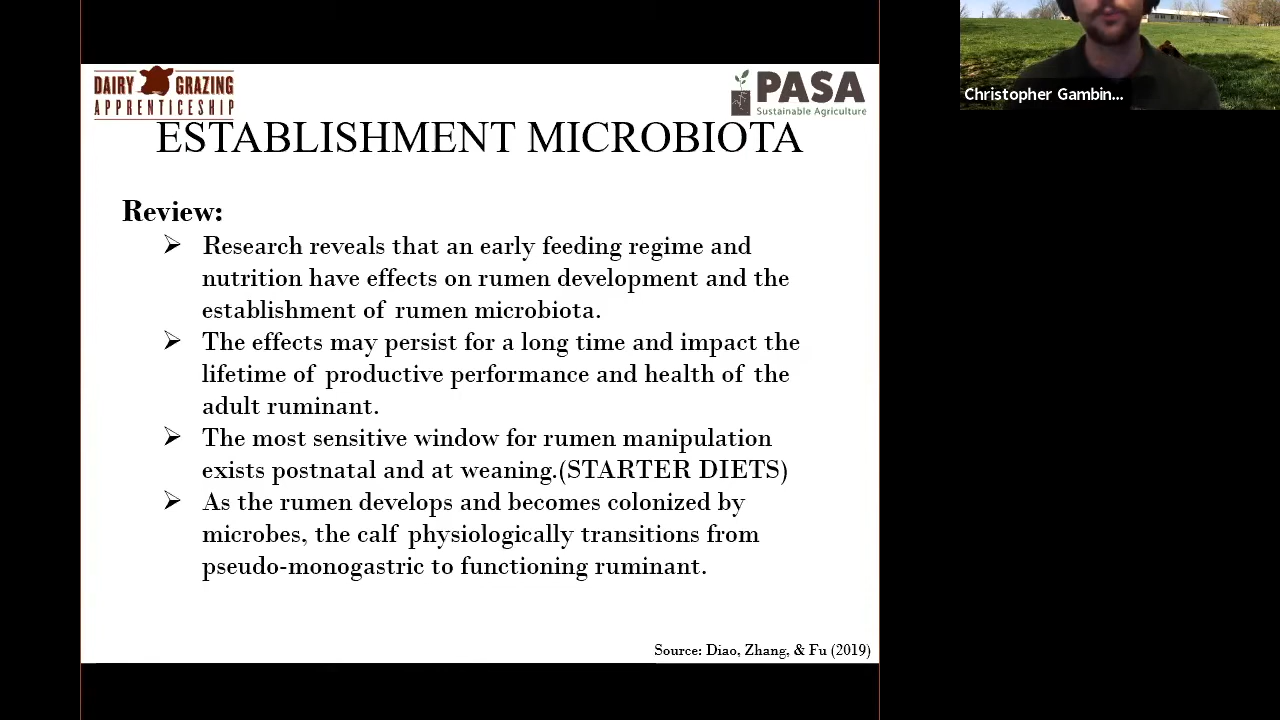 DAIRY GRAZING
APPRENTICESHIP
PASA
Sustainable Agriculture
Christopher Gambin...
ESTABLISHMENT MICROBIOTA
Review:
➢ Research reveals that an early feeding regime and
nutrition have effects on rumen development and the
establishment of rumen microbiota.
➢ The effects may persist for a long time and impact the
lifetime of productive performance and health of the
adult ruminant.
➢ The most sensitive window for rumen manipulation
exists postnatal and at weaning.(STARTER DIETS)
➢ As the rumen develops and becomes colonized by
microbes, the calf physiologically transitions from
pseudo-monogastric to functioning ruminant.
Source: Diao, Zhang, & Fu (2019)